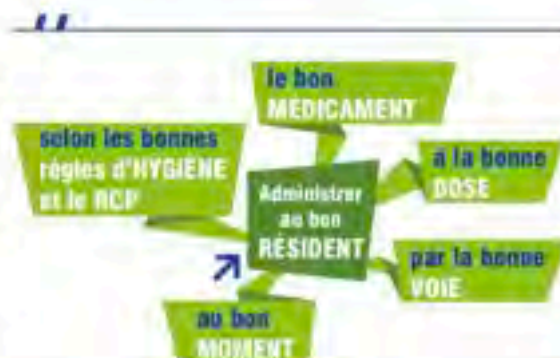 le bon
MEDICAMENT
selon les bonnes
règles d'HYGIENE
et le RCP
à la bonne
DOSE
Administrer
au bon
RÉSIDENT
par la bonne
VOIE
au bon
MOMENT